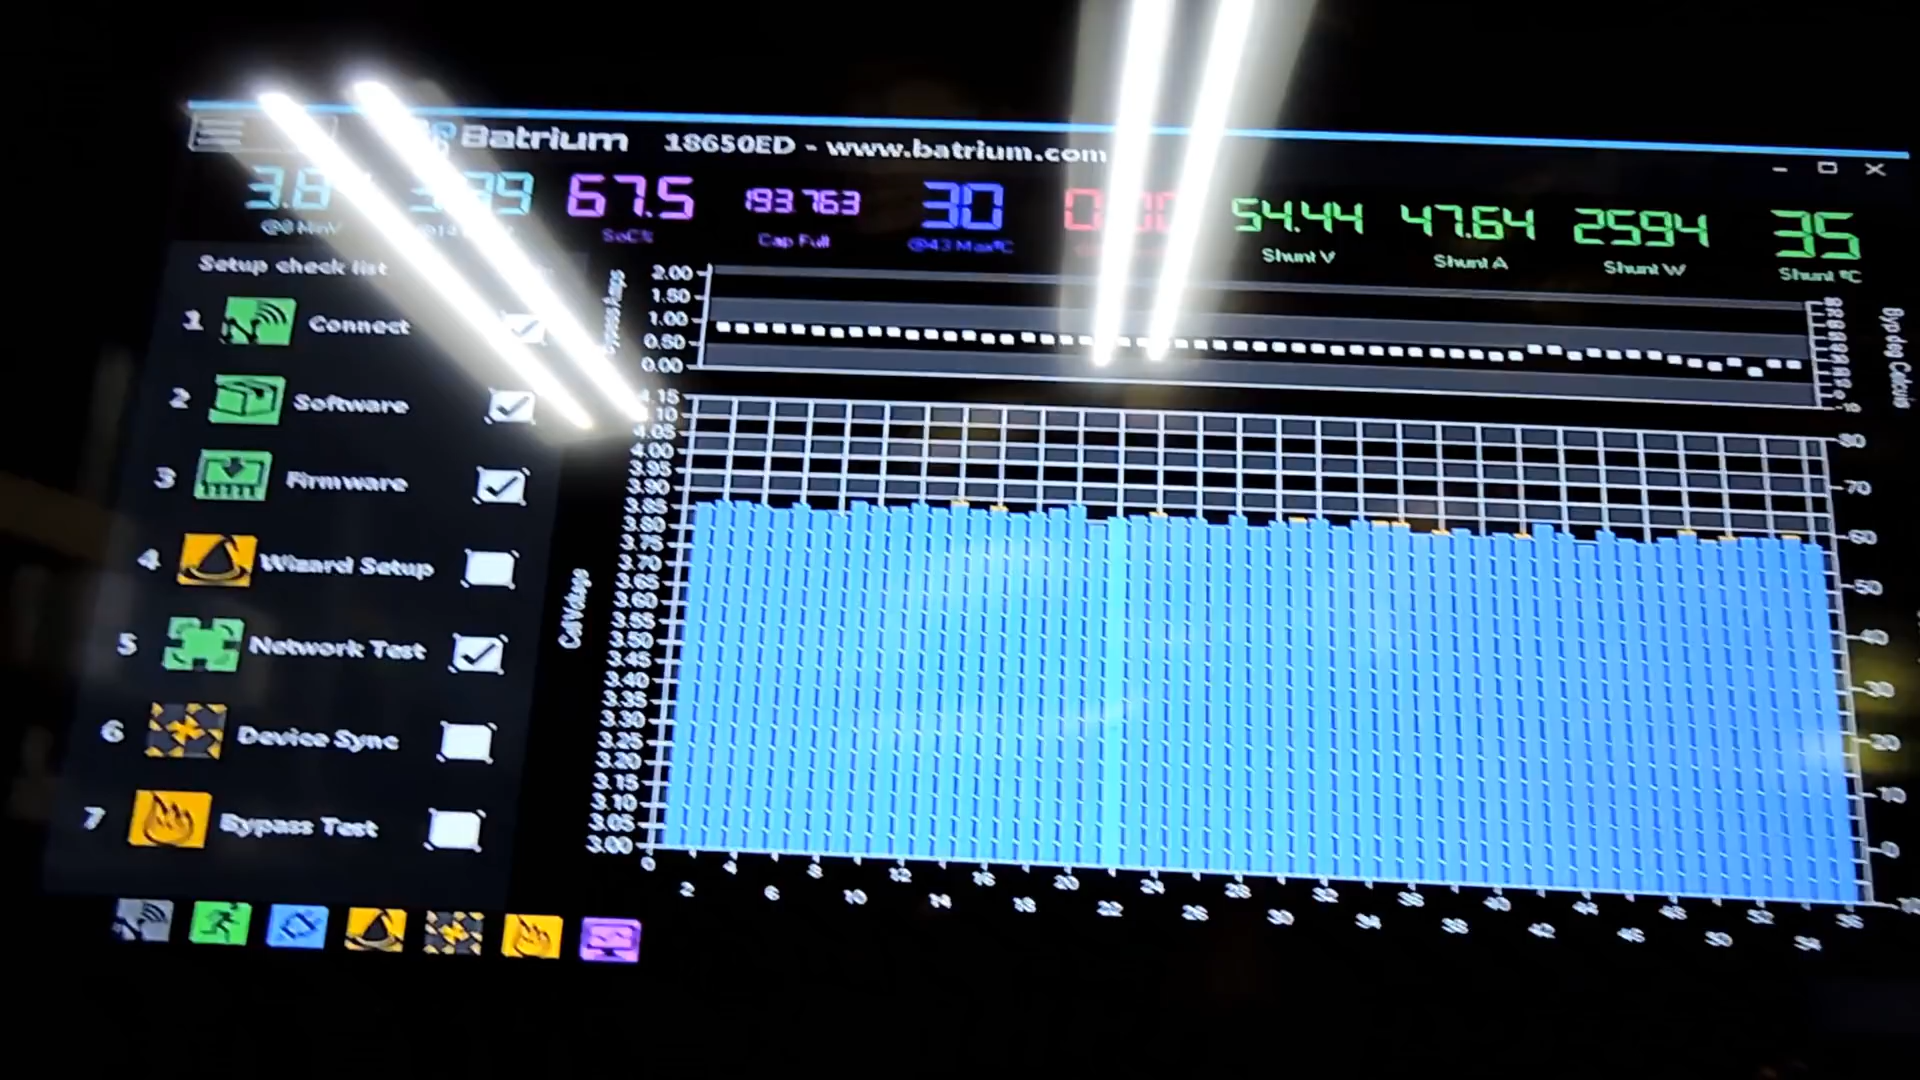 Batrium 18650ED - www.batrium.com
67.5 193 763 30 54.44 47.64 2594 35
SoC% Cap Full @43 Max°C Shunt V Shunt A Shunt W Shunt °C
Setup check list
1 Connect
2 Software
3 Firmware
4 Wizard Setup
5 Network Test
6 Device Sync
7 Bypass Test
2.00
1.50
1.00
0.50
0.00
4.15
4.10
4.05
4.00
3.95
3.90
3.85
3.80
3.75
3.70
3.65
3.60
3.55
3.50
3.45
3.40
3.35
3.30
3.25
3.20
3.15
3.10
3.05
3.00
Cell Voltage
80
70
60
50
40
30
20
10
0
0 2 4 6 8 10 12 14 16 18 20 22 24 26 28 30 32 34 36 38 40 42 44 46 48 50 52 54 56